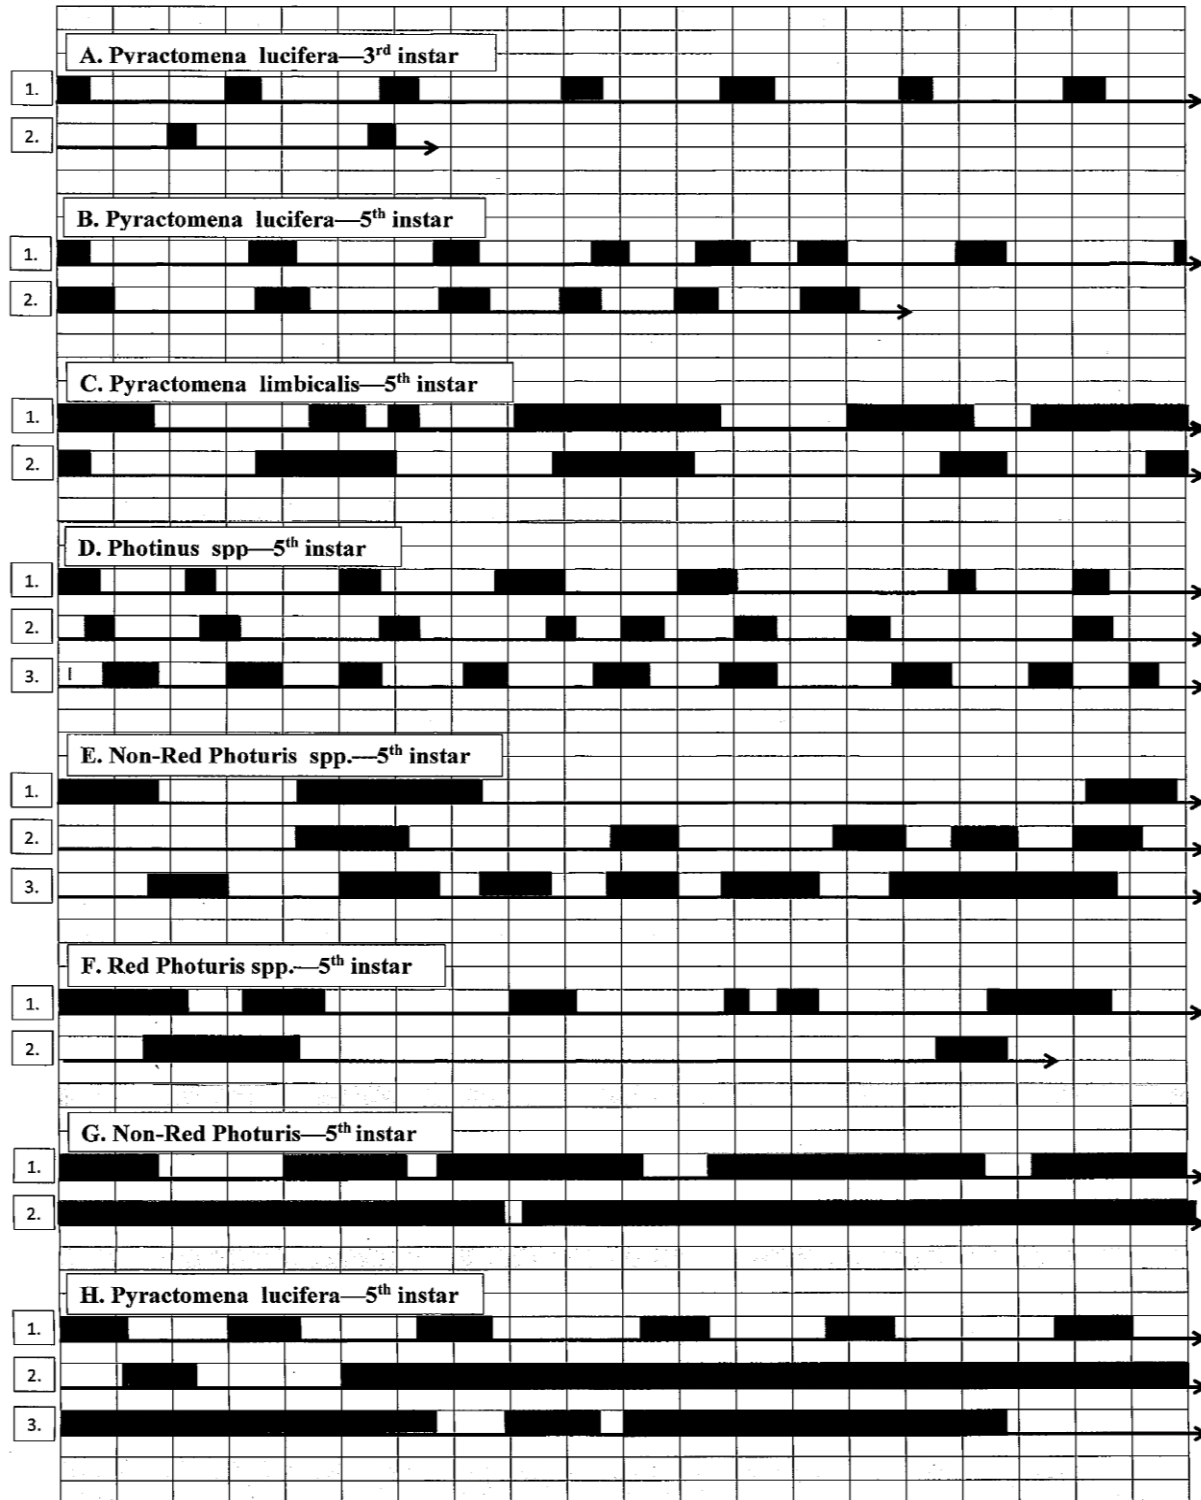 A. Pyractomena lucifera—3rd instar
1.
2.
B. Pyractomena lucifera—5th instar
1.
2.
C. Pyractomena limbicalis—5th instar
1.
2.
D. Photinus spp—5th instar
1.
2.
3.
E. Non-Red Photuris spp.—5th instar
1.
2.
3.
F. Red Photuris spp.—5th instar
1.
2.
G. Non-Red Photuris—5th instar
1.
2.
H. Pyractomena lucifera—5th instar
1.
2.
3.